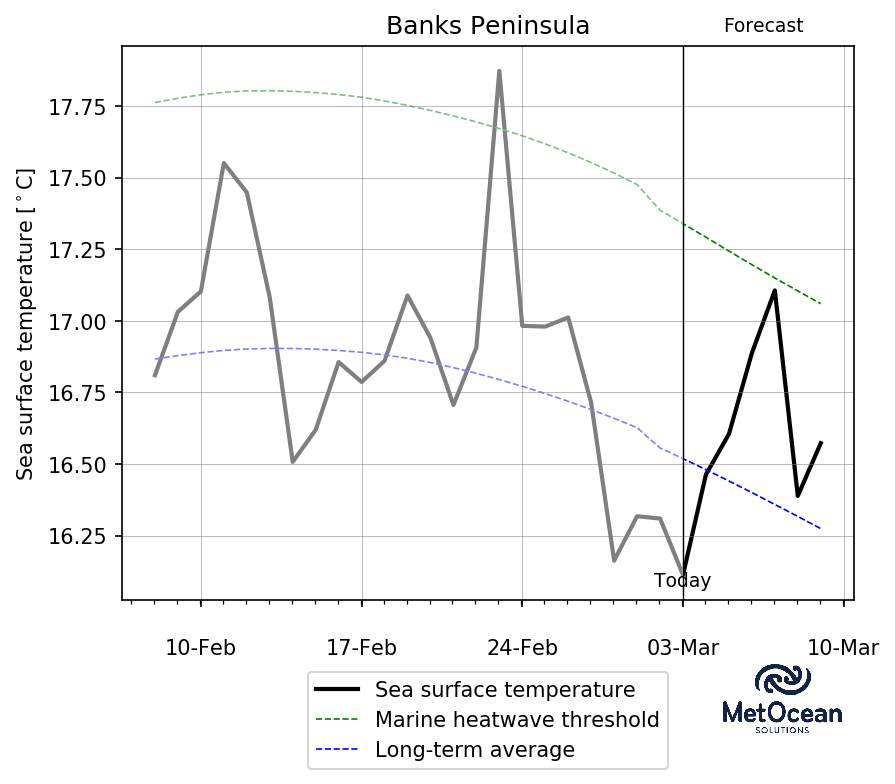 Banks Peninsula
Forecast
Sea surface temperature [°C]
17.75
17.50
17.25
17.00
16.75
16.50
16.25
Today
10-Feb 17-Feb 24-Feb 03-Mar 10-Mar
Sea surface temperature
Marine heatwave threshold
Long-term average
MetOcean
SOLUTIONS